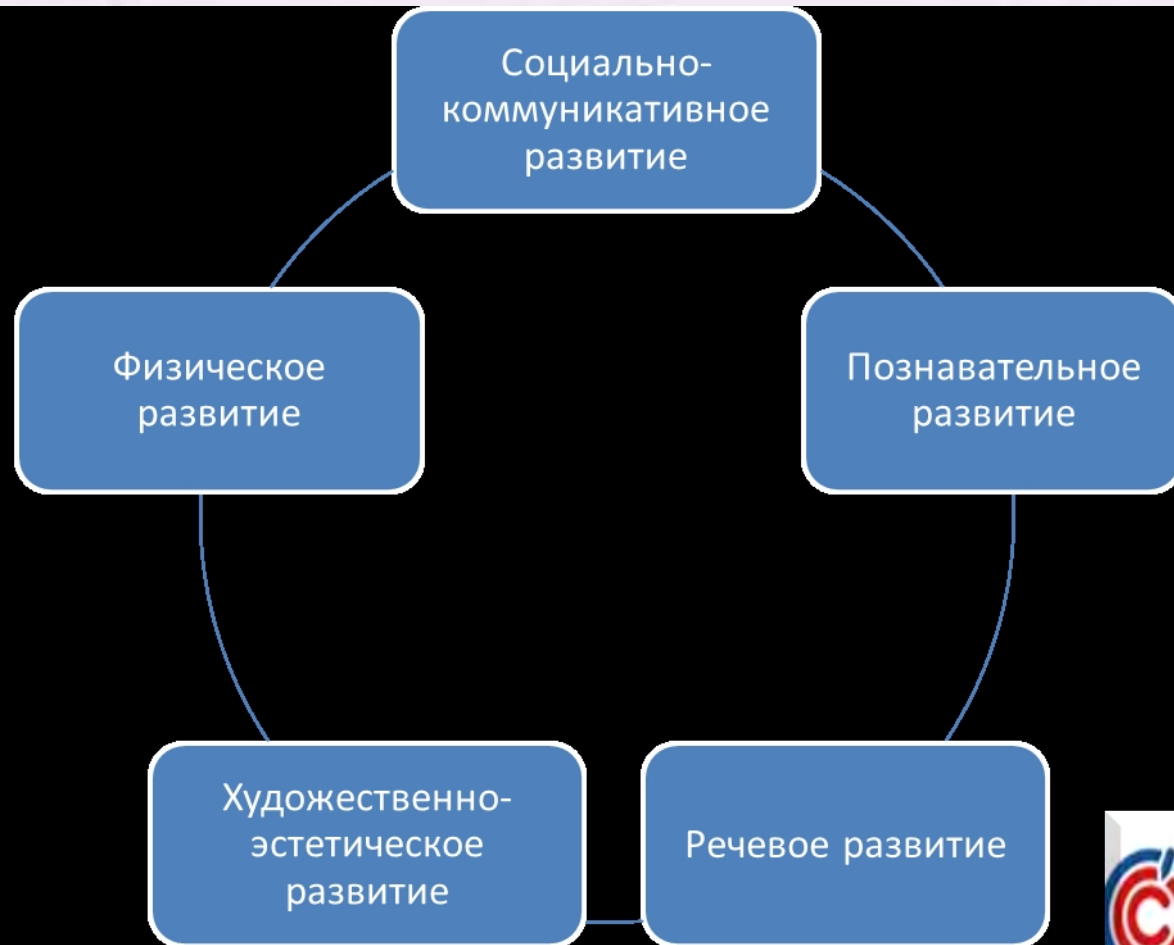 Социально-
коммуникативное
развитие
Познавательное
развитие
Речевое развитие
Художественно-
эстетическое
развитие
Физическое
развитие